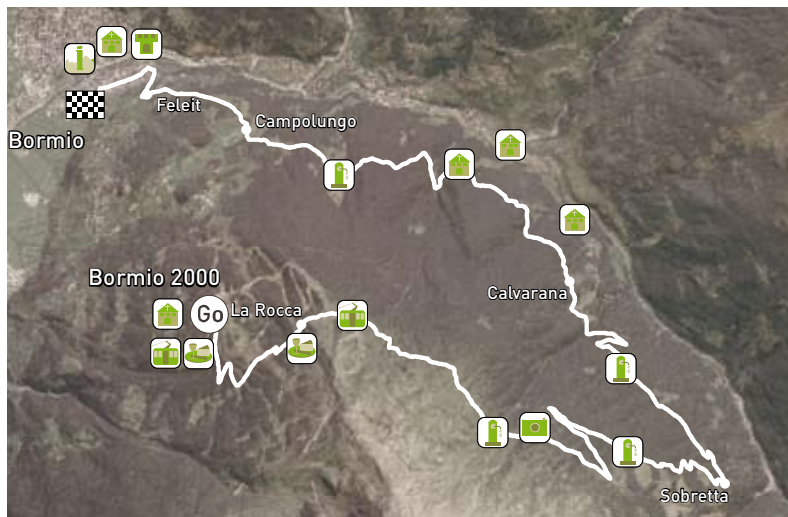 Feleit
Campolungo
Bormio
Bormio 2000
Calvarana
Go
La Rocca
Sobretta